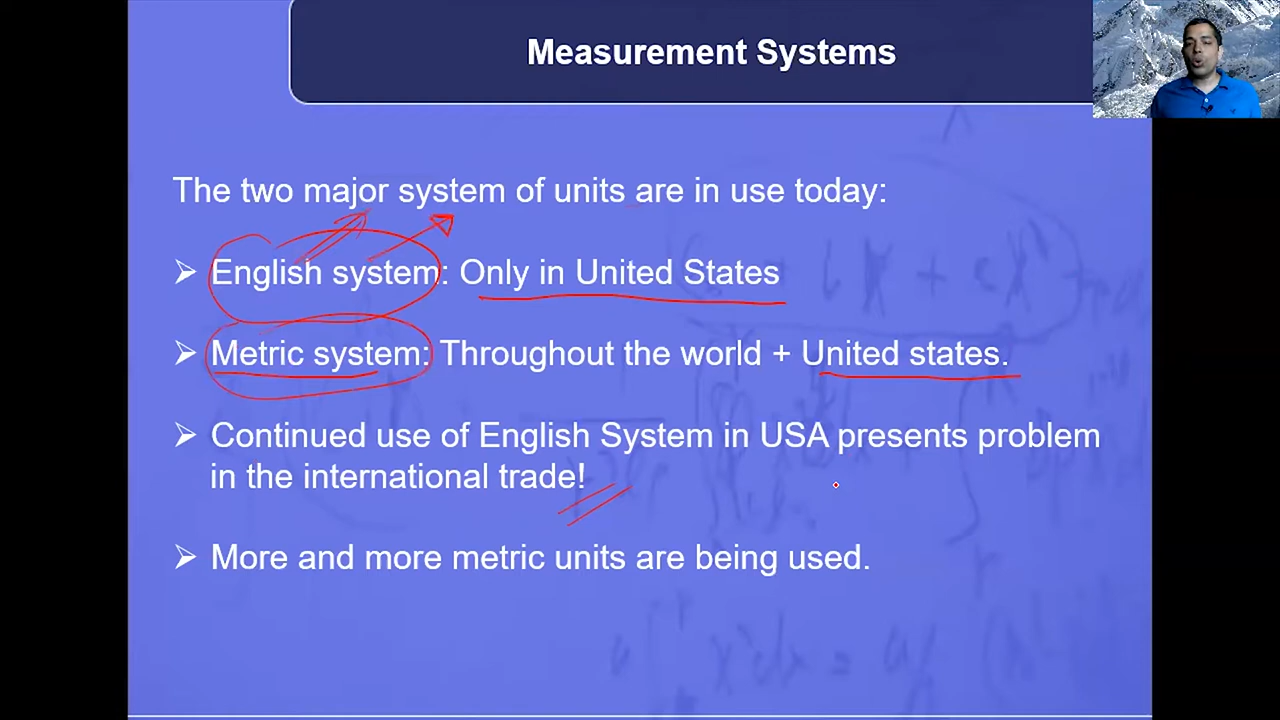 Measurement Systems
The two major system of units are in use today:
➢ English system: Only in United States
➢ Metric system: Throughout the world + United states.
➢ Continued use of English System in USA presents problem
in the international trade!
➢ More and more metric units are being used.